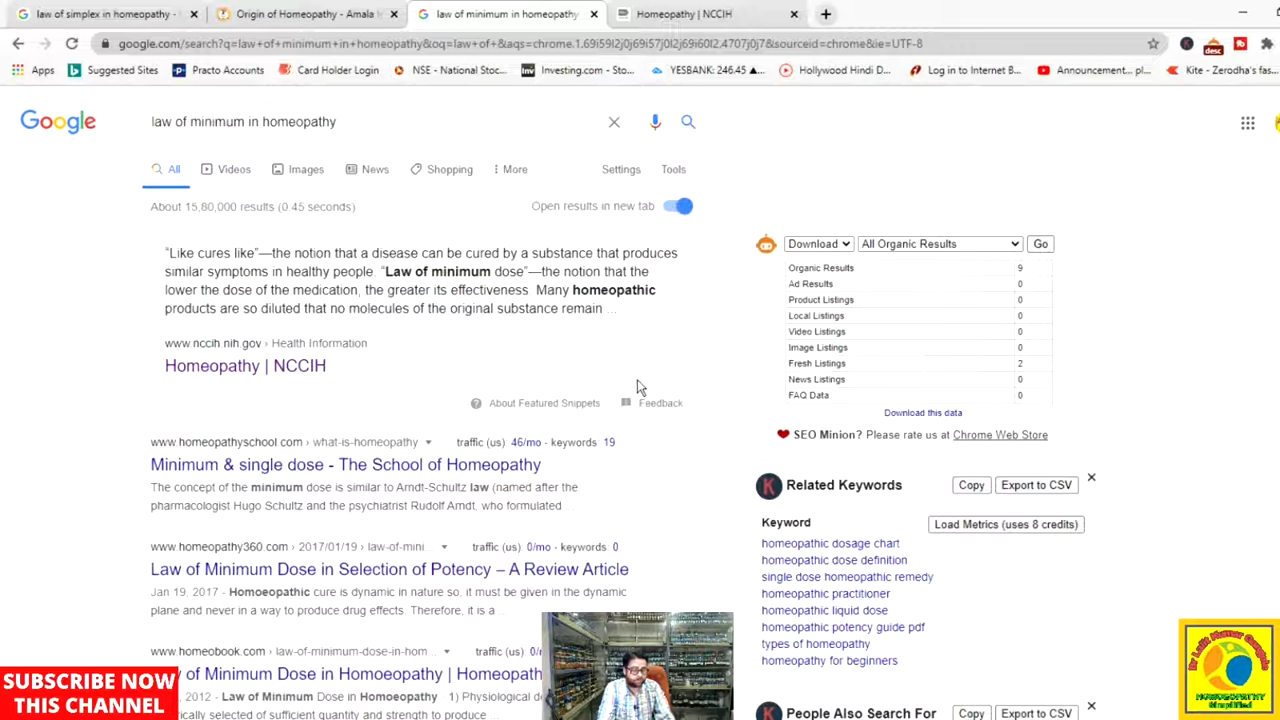 law of simplex in homeopathy -
Origin of Homeopathy - Amala
law of minimum in homeopathy
Homeopathy | NCCIH
google.com/search?q=law+of+minimum+in+homeopathy&oq=law+of+&aqs=chrome.1.69i59l2j0j69i57j0l2j69i60l2.4707j0j7&sourceid=chrome&ie=UTF-8
desc
Apps
Suggested Sites
Practo Accounts
Card Holder Login
NSE - National Stoc...
Investing.com - Sto...
YESBANK: 246.45 ▲...
Hollywood Hindi D...
Log in to Internet B...
Announcement... pl...
Kite - Zerodha's fas...
Google
law of minimum in homeopathy
All
Videos
Images
News
Shopping
More
Settings
Tools
About 15,80,000 results (0.45 seconds)
Open results in new tab
"Like cures like"—the notion that a disease can be cured by a substance that produces
similar symptoms in healthy people. "Law of minimum dose"—the notion that the
lower the dose of the medication, the greater its effectiveness. Many homeopathic
products are so diluted that no molecules of the original substance remain ...
www.nccih.nih.gov › Health Information
Homeopathy | NCCIH
About Featured Snippets
Feedback
www.homeopathyschool.com › what-is-homeopathy
traffic (us) 46/mo - keywords 19
Minimum & single dose - The School of Homeopathy
The concept of the minimum dose is similar to Arndt-Schultz law (named after the
pharmacologist Hugo Schultz and the psychiatrist Rudolf Arndt, who formulated ...
www.homeopathy360.com › 2017/01/19 › law-of-mini...
traffic (us) 0/mo - keywords 0
Law of Minimum Dose in Selection of Potency – A Review Article
Jan 19, 2017 - Homoeopathic cure is dynamic in nature so, it must be given in the dynamic
plane and never in a way to produce drug effects. Therefore, it is a ...
www.homeobook.com › law-of-minimum-dose-in-hom...
traffic (us) 0/
of Minimum Dose in Homoeopathy | Homeopath
2012 - Law of Minimum Dose in Homoeopathy. 1) Physiological
ically selected of sufficient quantity and strength to produce
Download
All Organic Results
Go
Organic Results 9
Ad Results 0
Product Listings 0
Local Listings 0
Video Listings 0
Image Listings 0
Fresh Listings 2
News Listings 0
FAQ Data 0
Download this data
SEO Minion? Please rate us at Chrome Web Store
Related Keywords
Copy
Export to CSV
Keyword
Load Metrics (uses 8 credits)
homeopathic dosage chart
homeopathic dose definition
single dose homeopathic remedy
homeopathic practitioner
homeopathic liquid dose
homeopathic potency guide pdf
types of homeopathy
homeopathy for beginners
People Also Search For
Copy
Export to CSV
SUBSCRIBE NOW
THIS CHANNEL